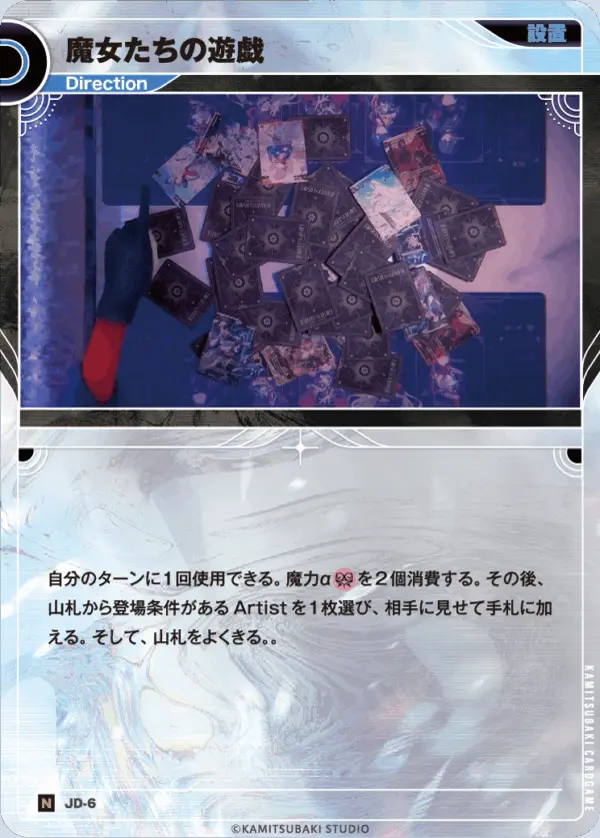 魔女たちの遊戯
設置
Direction
自分のターンに1回使用できる。魔力αを2個消費する。その後、
山札から登場条件があるArtistを1枚選び、相手に見せて手札に加
える。そして、山札をよくきる。。
KAMITSUBAKI CARDGAME
N JD-6
©KAMITSUBAKI STUDIO